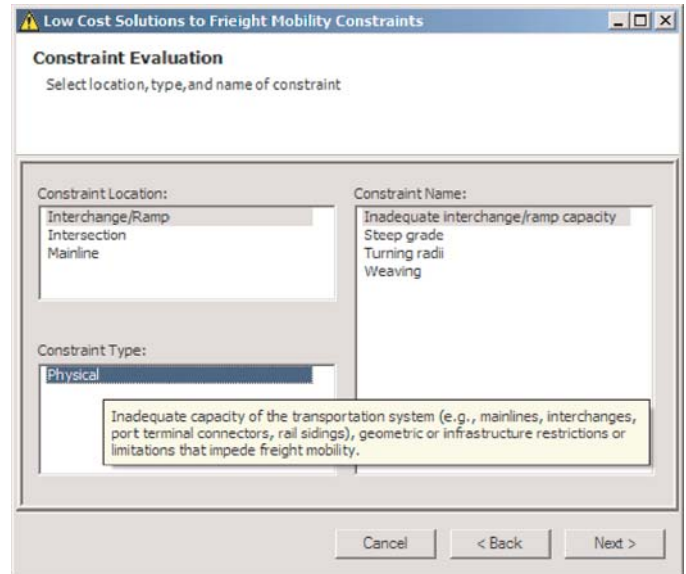 Low Cost Solutions to Frieight Mobility Constraints
Constraint Evaluation
Select location, type, and name of constraint
Constraint Location:
Interchange/Ramp
Intersection
Mainline
Constraint Type:
Physical
Constraint Name:
Inadequate interchange/ramp capacity
Steep grade
Turning radii
Weaving
Inadequate capacity of the transportation system (e.g., mainlines, interchanges,
port terminal connectors, rail sidings), geometric or infrastructure restrictions or
limitations that impede freight mobility.
Cancel
< Back
Next >